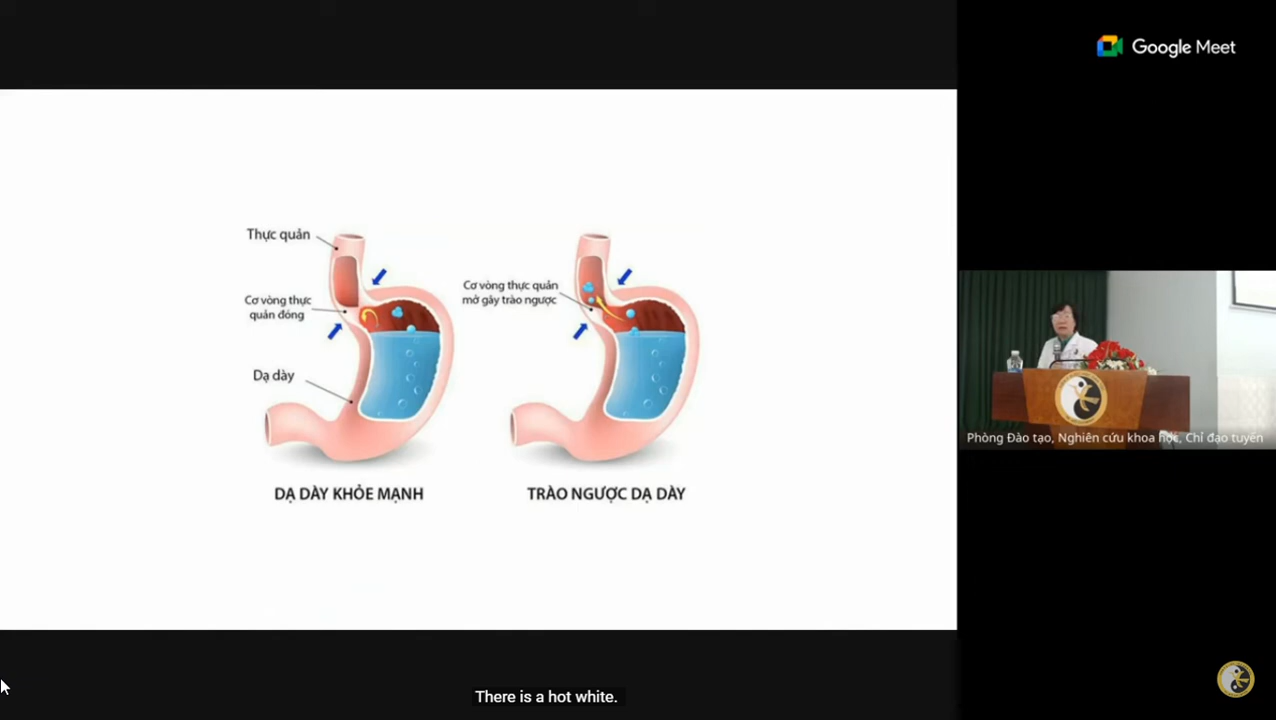 Google Meet
Thực quản
Cơ vòng thực
quản đóng
Dạ dày
DẠ DÀY KHỎE MẠNH
Cơ vòng thực quản
mở gây trào ngược
TRÀO NGƯỢC DẠ DÀY
Phòng Đào tạo, Nghiên cứu khoa học, Chỉ đạo tuyến
There is a hot white.